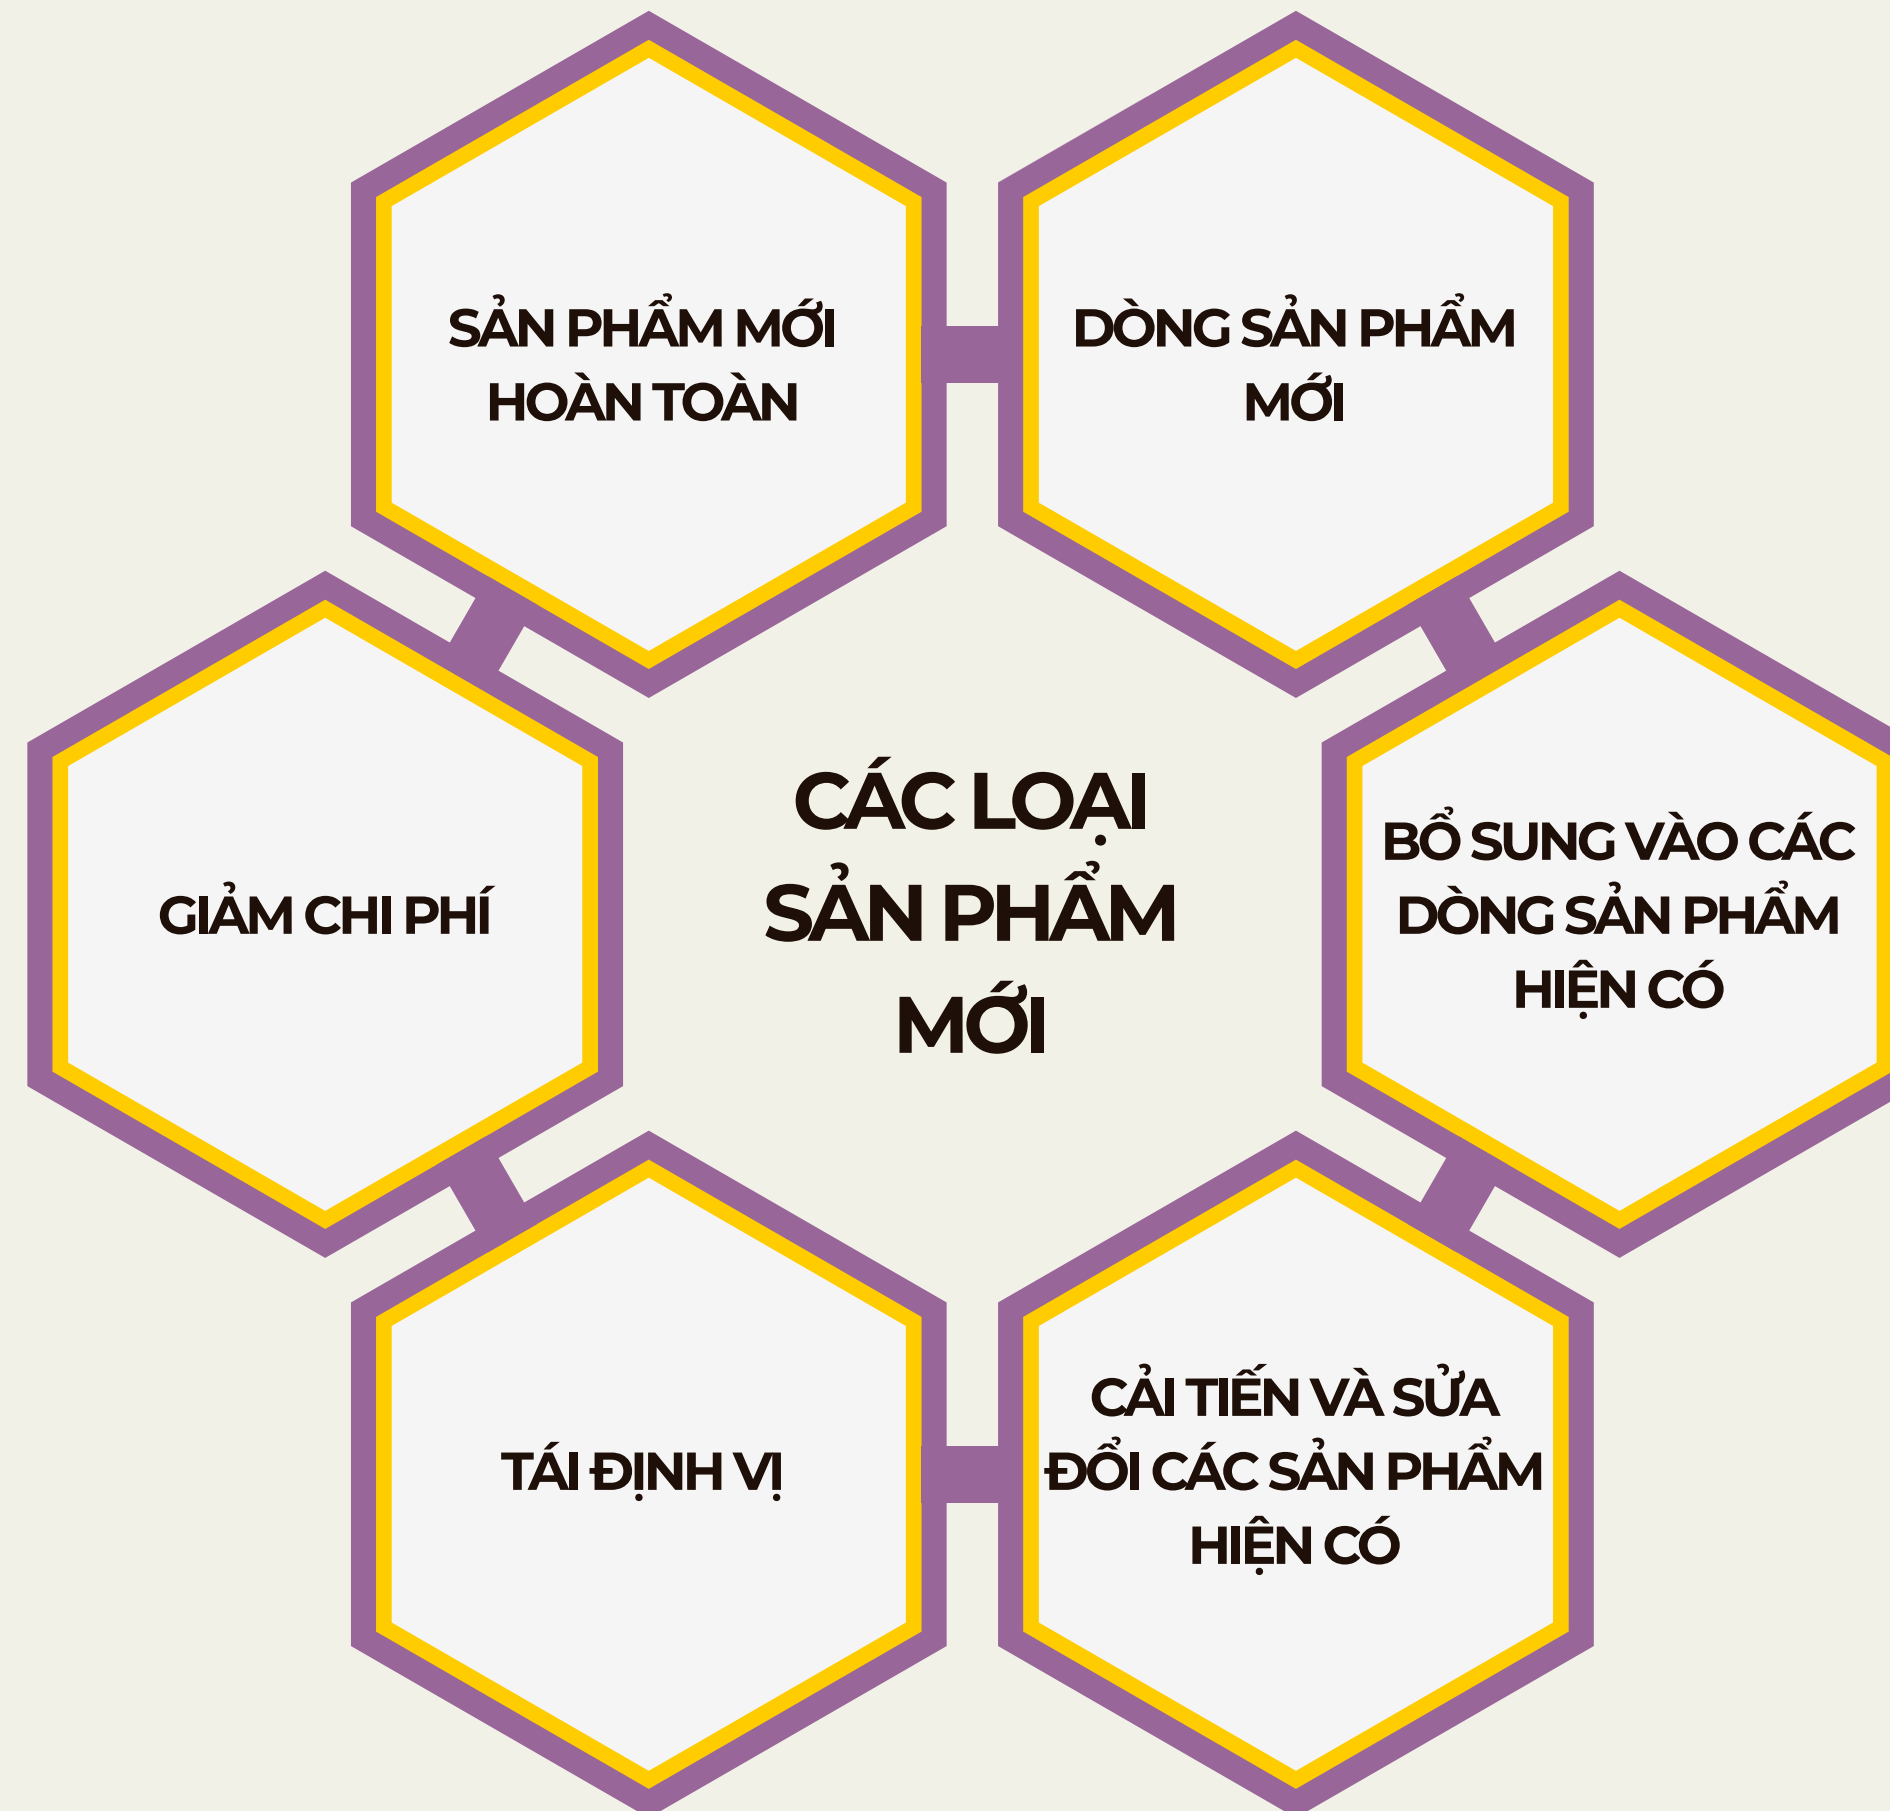 SẢN PHẨM MỚI
HOÀN TOÀN
DÒNG SẢN PHẨM
MỚI
GIẢM CHI PHÍ
CÁC LOẠI
SẢN PHẨM
MỚI
BỔ SUNG VÀO CÁC
DÒNG SẢN PHẨM
HIỆN CÓ
TÁI ĐỊNH VỊ
CẢI TIẾN VÀ SỬA
ĐỔI CÁC SẢN PHẨM
HIỆN CÓ